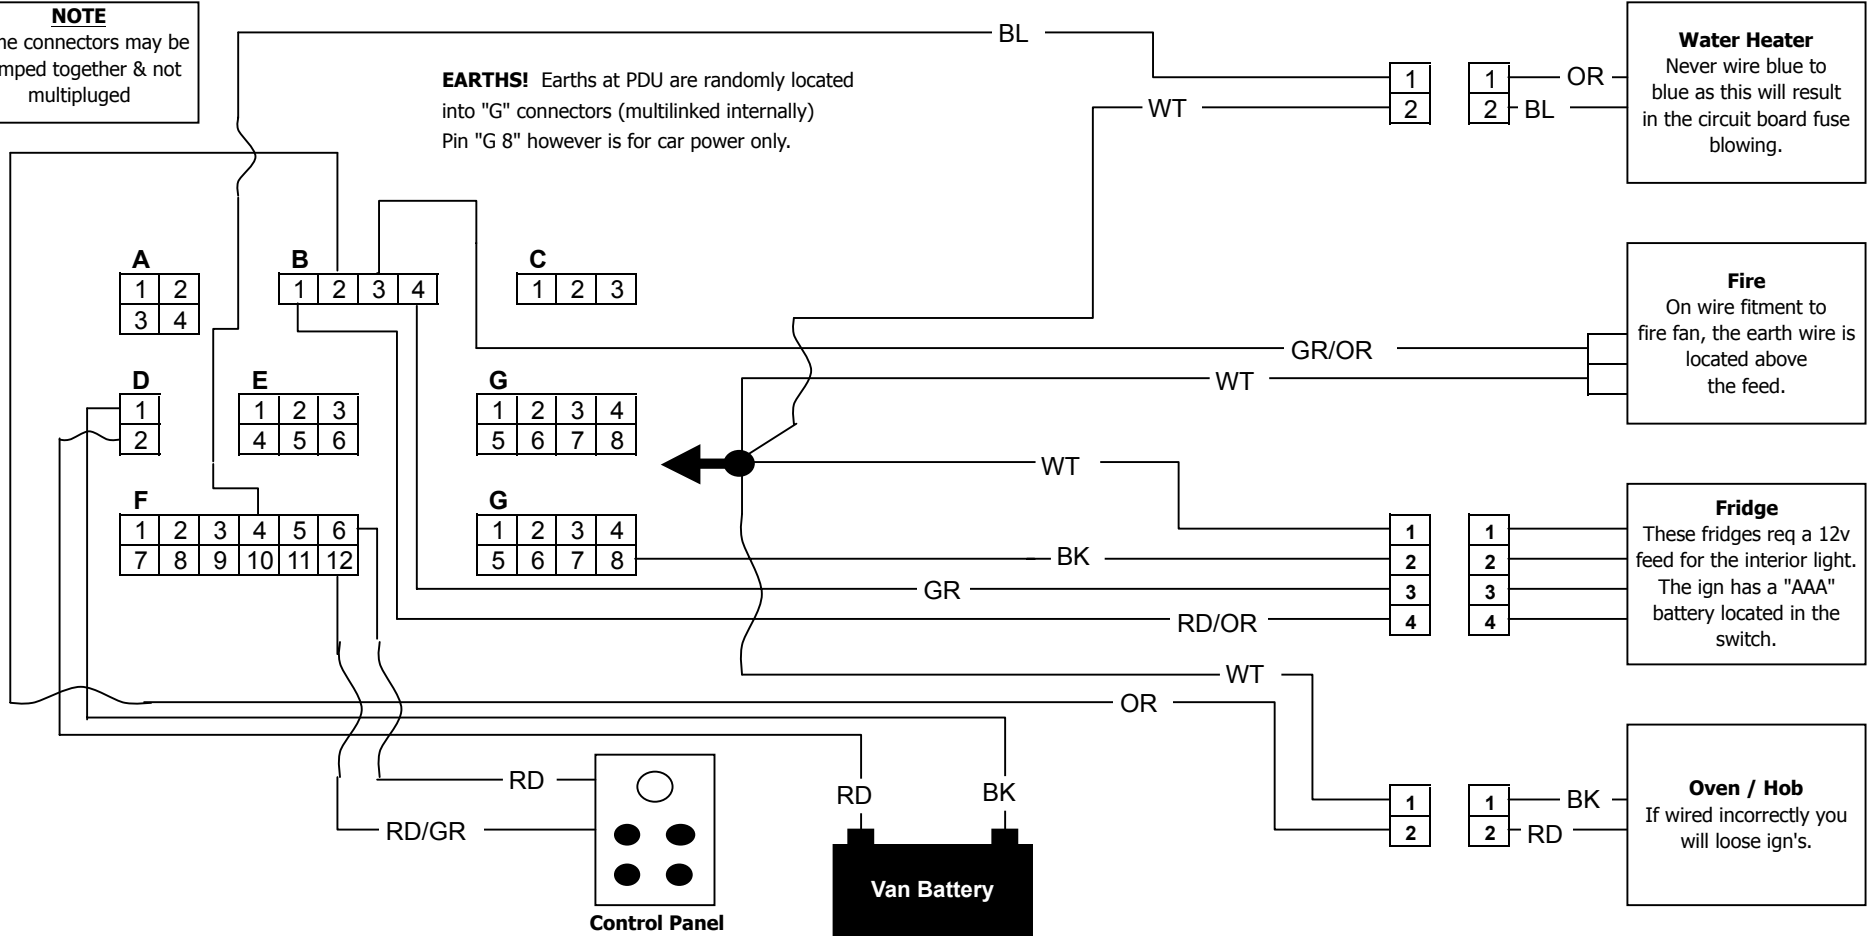 NOTE
connectors may be
together & not
multipluged
EARTHS! Earths at PDU are randomly located
into "G" connectors (multilinked internally)
Pin "G 8" however is for car power only.
BL
WT
1
2
1
2
OR
BL
Water Heater
Never wire blue to
blue as this will result
in the circuit board fuse
blowing.
A
1 2
3 4
B
1 2 3 4
C
1 2 3
GR/OR
WT
Fire
On wire fitment to
fire fan, the earth wire is
located above
the feed.
D
1
2
E
1 2 3
4 5 6
G
1 2 3 4
5 6 7 8
F
1 2 3 4 5 6
7 8 9 10 11 12
G
1 2 3 4
5 6 7 8
WT
BK
GR
RD/OR
1
2
3
4
1
2
3
4
Fridge
These fridges req a 12v
feed for the interior light.
The ign has a "AAA"
battery located in the
switch.
WT
OR
1
2
1
2
BK
RD
Oven / Hob
If wired incorrectly you
will loose ign's.
RD
RD/GR
Control Panel
RD
BK
Van Battery